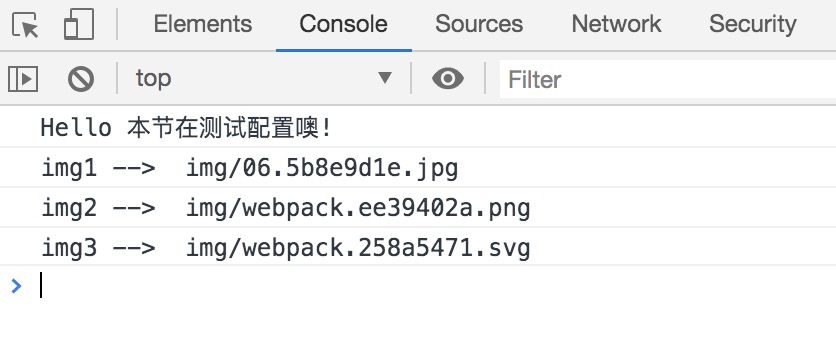 Elements Console Sources Network Security
top Filter
Hello 本节在测试配置噢!
img1 --> img/06.5b8e9d1e.jpg
img2 --> img/webpack.ee39402a.png
img3 --> img/webpack.258a5471.svg